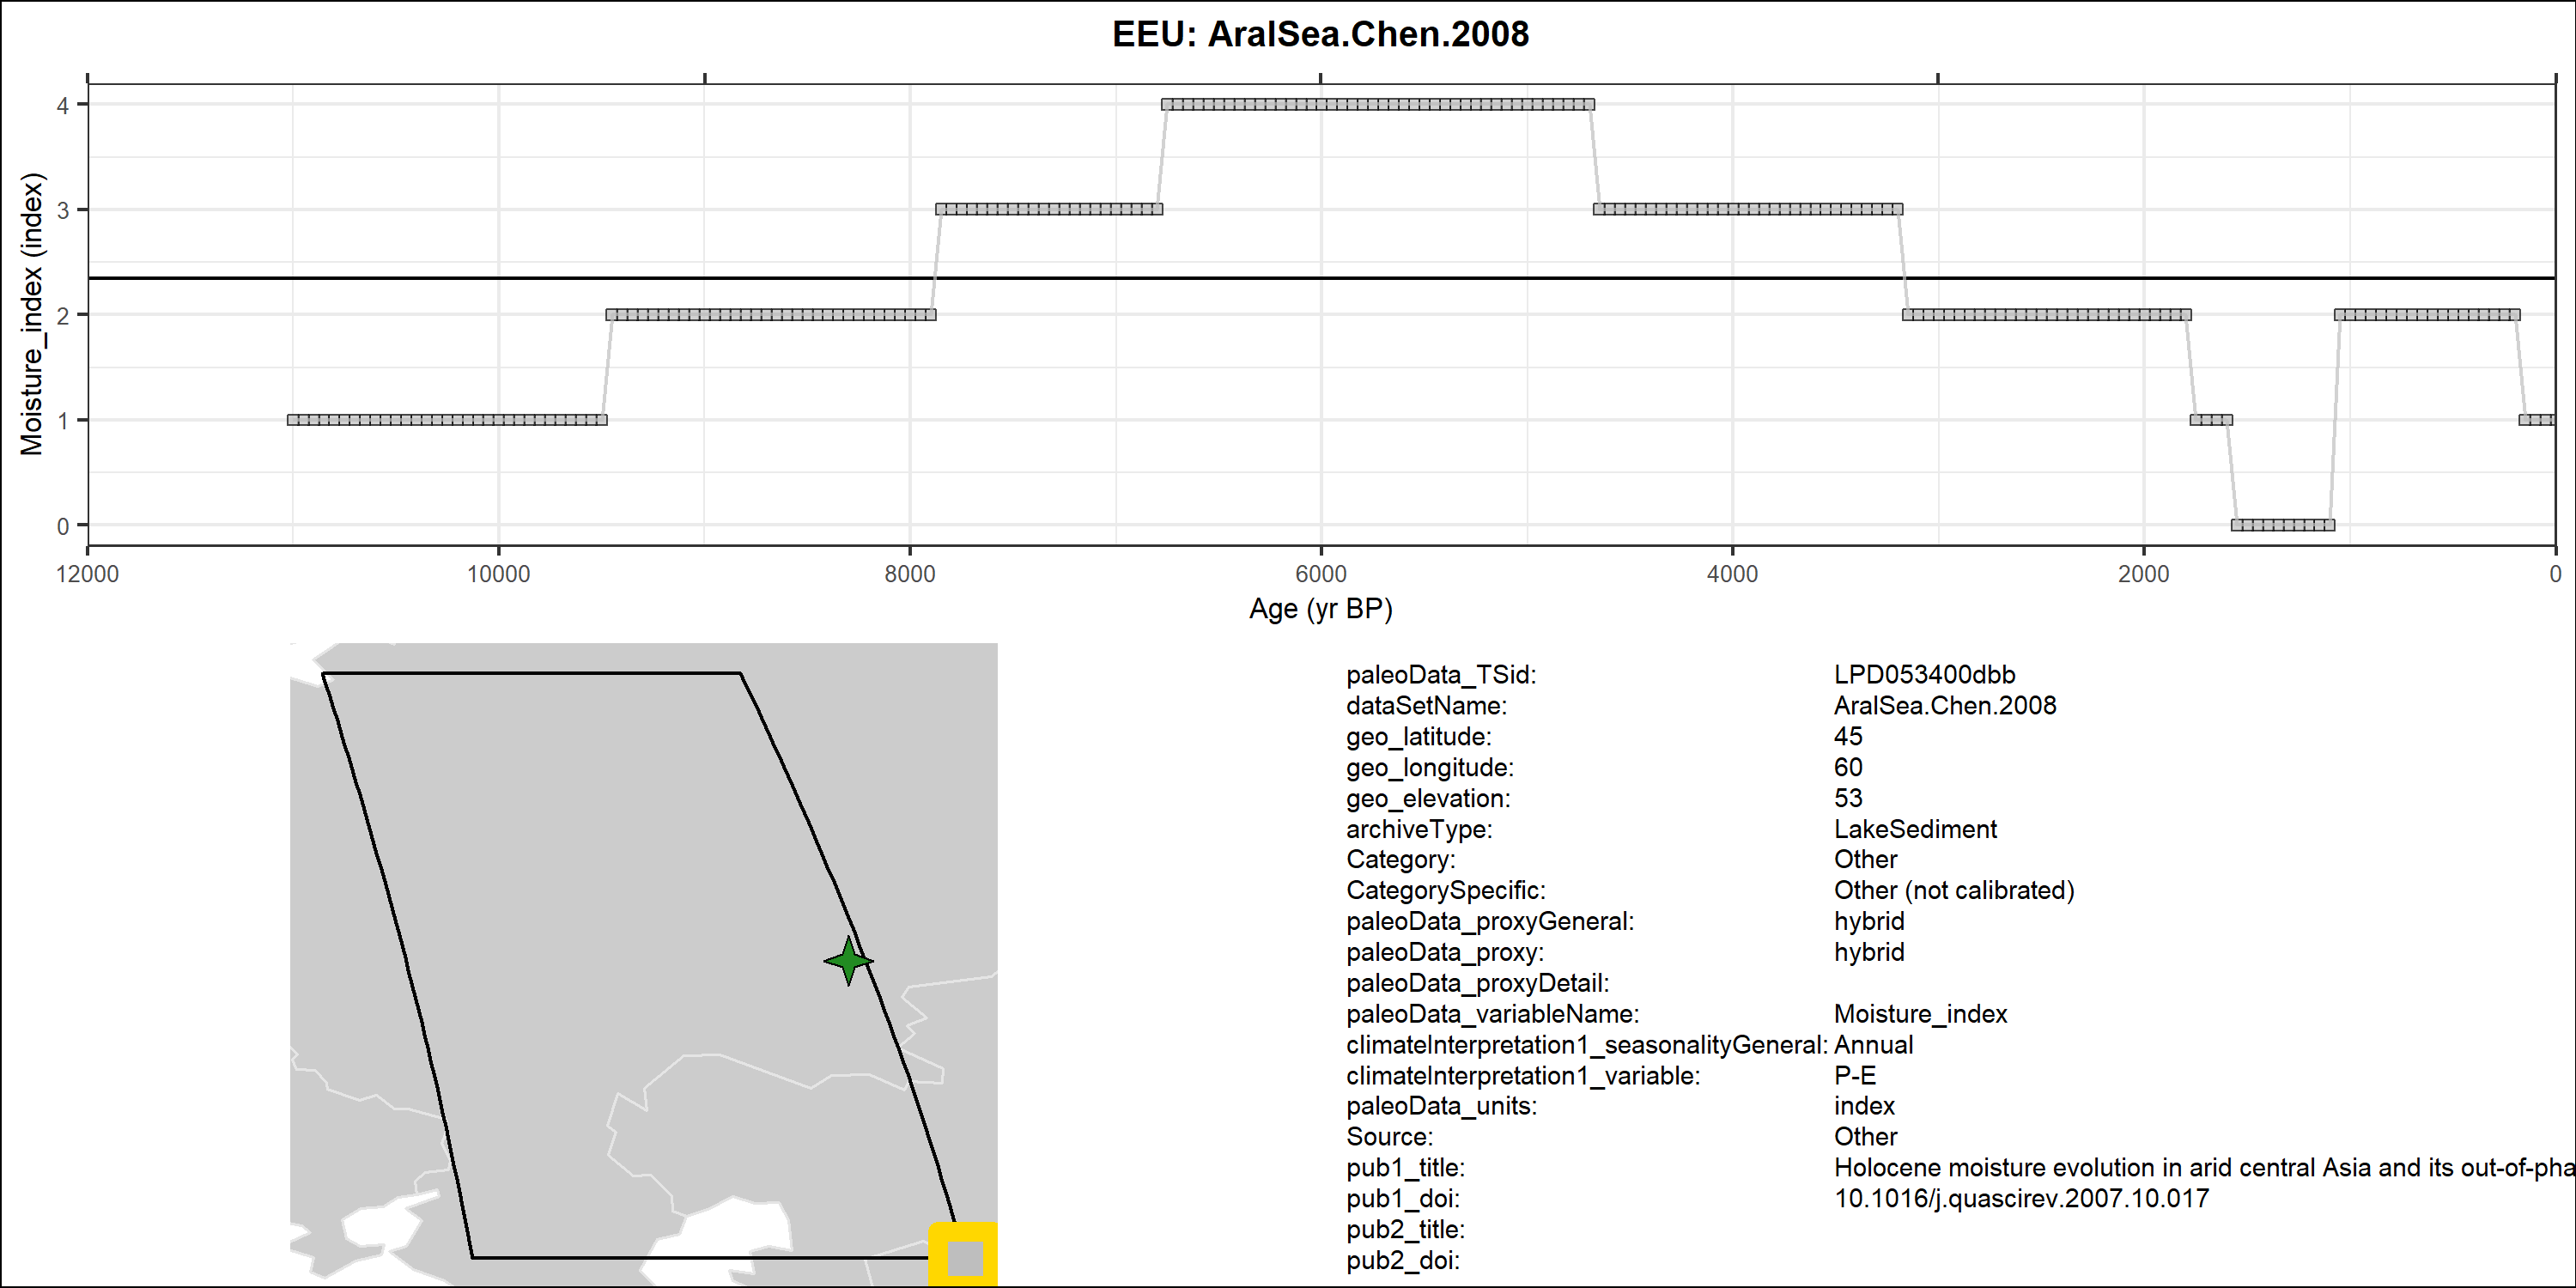 EEU: AralSea.Chen.2008
Moisture_index (index)
4
3
2
1
0
12000 10000 8000 6000 4000 2000 0
Age (yr BP)
paleoData_TSid: LPD053400dbb
dataSetName: AralSea.Chen.2008
geo_latitude: 45
geo_longitude: 60
geo_elevation: 53
archiveType: LakeSediment
Category: Other
CategorySpecific: Other (not calibrated)
paleoData_proxyGeneral: hybrid
paleoData_proxy: hybrid
paleoData_proxyDetail:
paleoData_variableName: Moisture_index
climateInterpretation1_seasonalityGeneral: Annual
climateInterpretation1_variable: P-E
paleoData_units: index
Source: Other
pub1_title: Holocene moisture evolution in arid central Asia and its out-of-pha
pub1_doi: 10.1016/j.quascirev.2007.10.017
pub2_title:
pub2_doi: